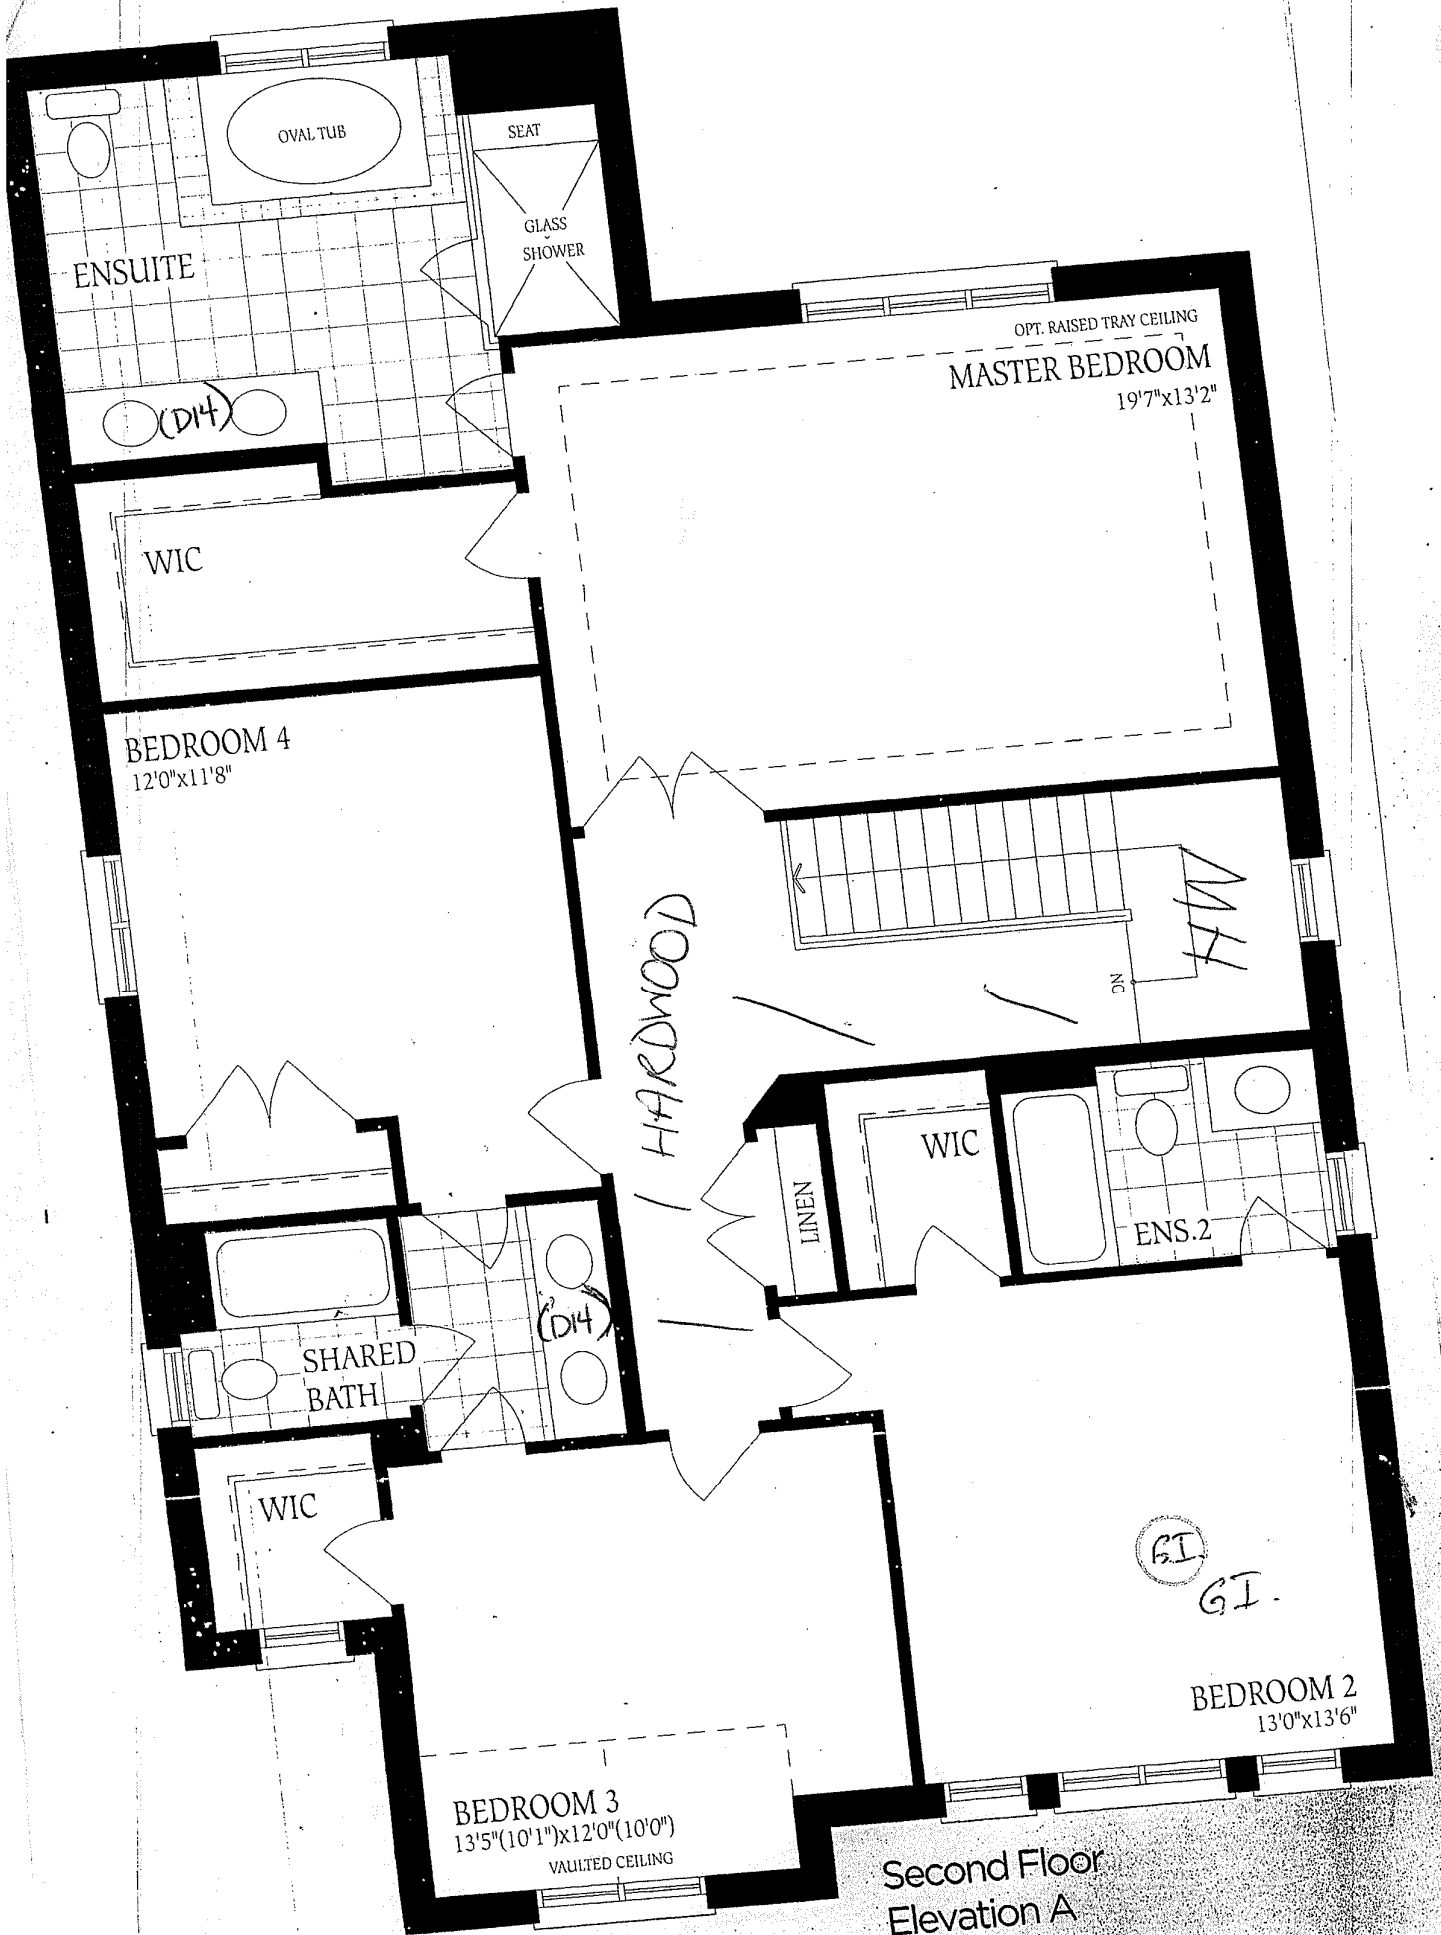 OVAL TUB
SEAT
GLASS
SHOWER
ENSUITE
OPT. RAISED TRAY CEILING
MASTER BEDROOM
19'7"x13'2"
(D14)
WIC
BEDROOM 4
12'0"x11'8"
HARDWOOD
HW
WIC
LINEN
ENS.2
(D14)
SHARED
BATH
WIC
G.I.
G.I.
BEDROOM 2
13'0"x13'6"
BEDROOM 3
13'5"(10'1")x12'0"(10'0")
VAULTED CEILING
Second Floor
Elevation A